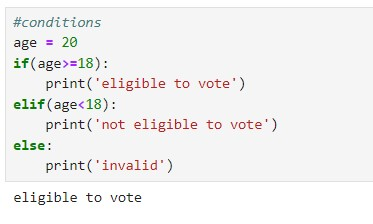 #conditions
age = 20
if(age>=18):
    print('eligible to vote')
elif(age<18):
    print('not eligible to vote')
else:
    print('invalid')
eligible to vote